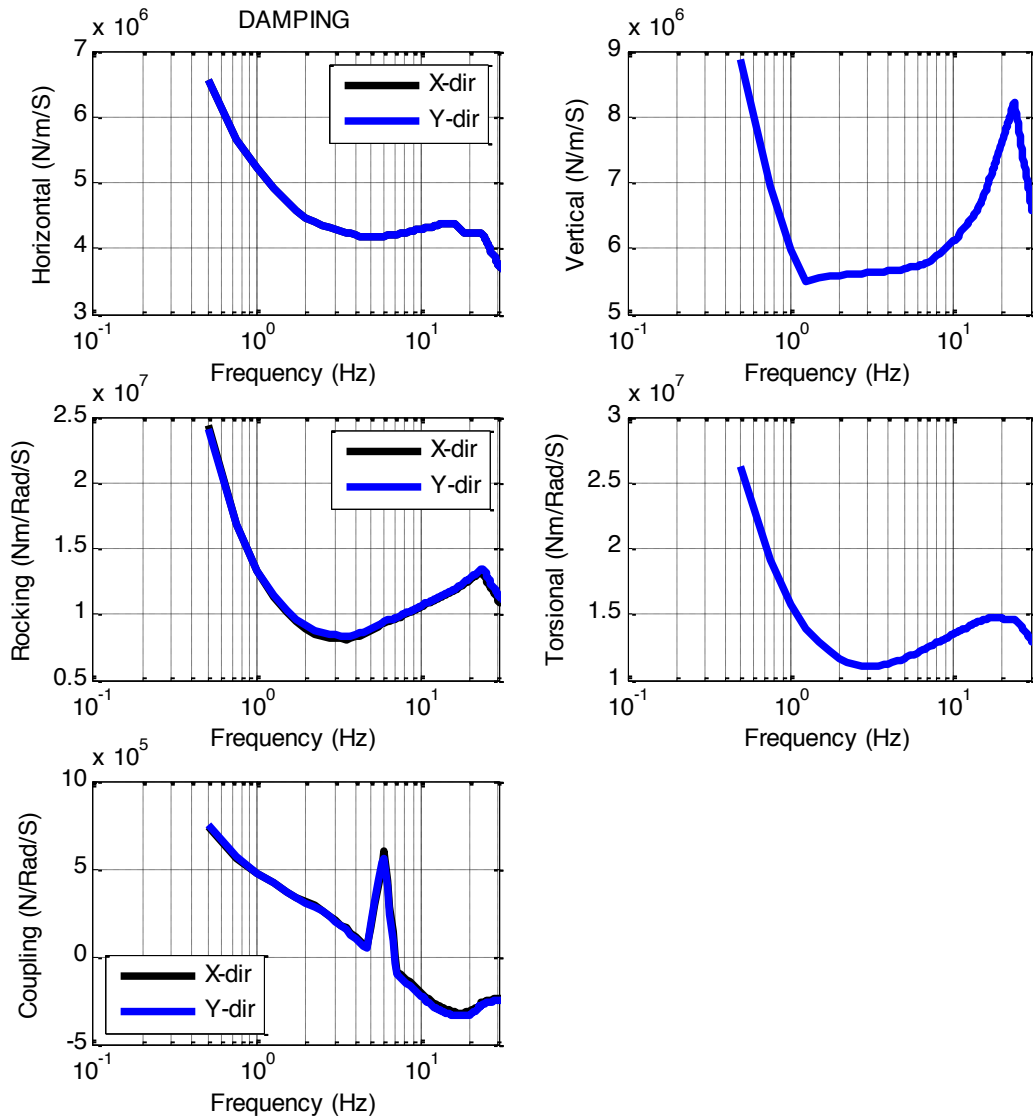 DAMPING
x 10^6
7
6
5
4
3
Horizontal (N/m/S)
X-dir
Y-dir
10^-1 10^0 10^1
Frequency (Hz)
x 10^6
9
8
7
6
5
Vertical (N/m/S)
10^-1 10^0 10^1
Frequency (Hz)
x 10^7
2.5
2
1.5
1
0.5
Rocking (Nm/Rad/S)
X-dir
Y-dir
10^-1 10^0 10^1
Frequency (Hz)
x 10^7
3
2.5
2
1.5
1
Torsional (Nm/Rad/S)
10^-1 10^0 10^1
Frequency (Hz)
x 10^5
10
5
0
-5
Coupling (N/Rad/S)
X-dir
Y-dir
10^-1 10^0 10^1
Frequency (Hz)